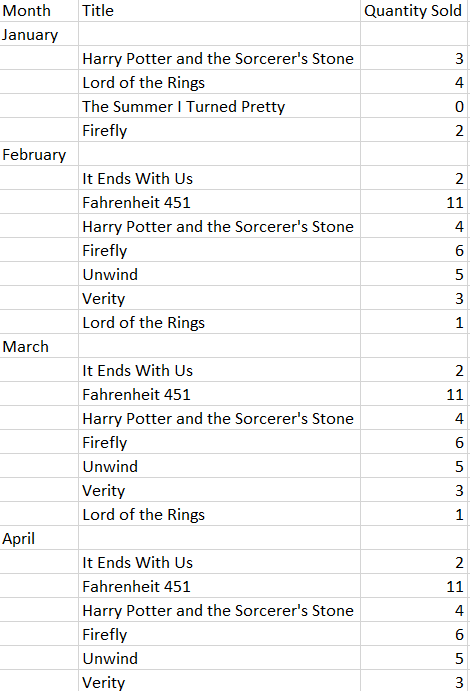 Month Title Quantity Sold
January
Harry Potter and the Sorcerer's Stone 3
Lord of the Rings 4
The Summer I Turned Pretty 0
Firefly 2
February
It Ends With Us 2
Fahrenheit 451 11
Harry Potter and the Sorcerer's Stone 4
Firefly 6
Unwind 5
Verity 3
Lord of the Rings 1
March
It Ends With Us 2
Fahrenheit 451 11
Harry Potter and the Sorcerer's Stone 4
Firefly 6
Unwind 5
Verity 3
Lord of the Rings 1
April
It Ends With Us 2
Fahrenheit 451 11
Harry Potter and the Sorcerer's Stone 4
Firefly 6
Unwind 5
Verity 3